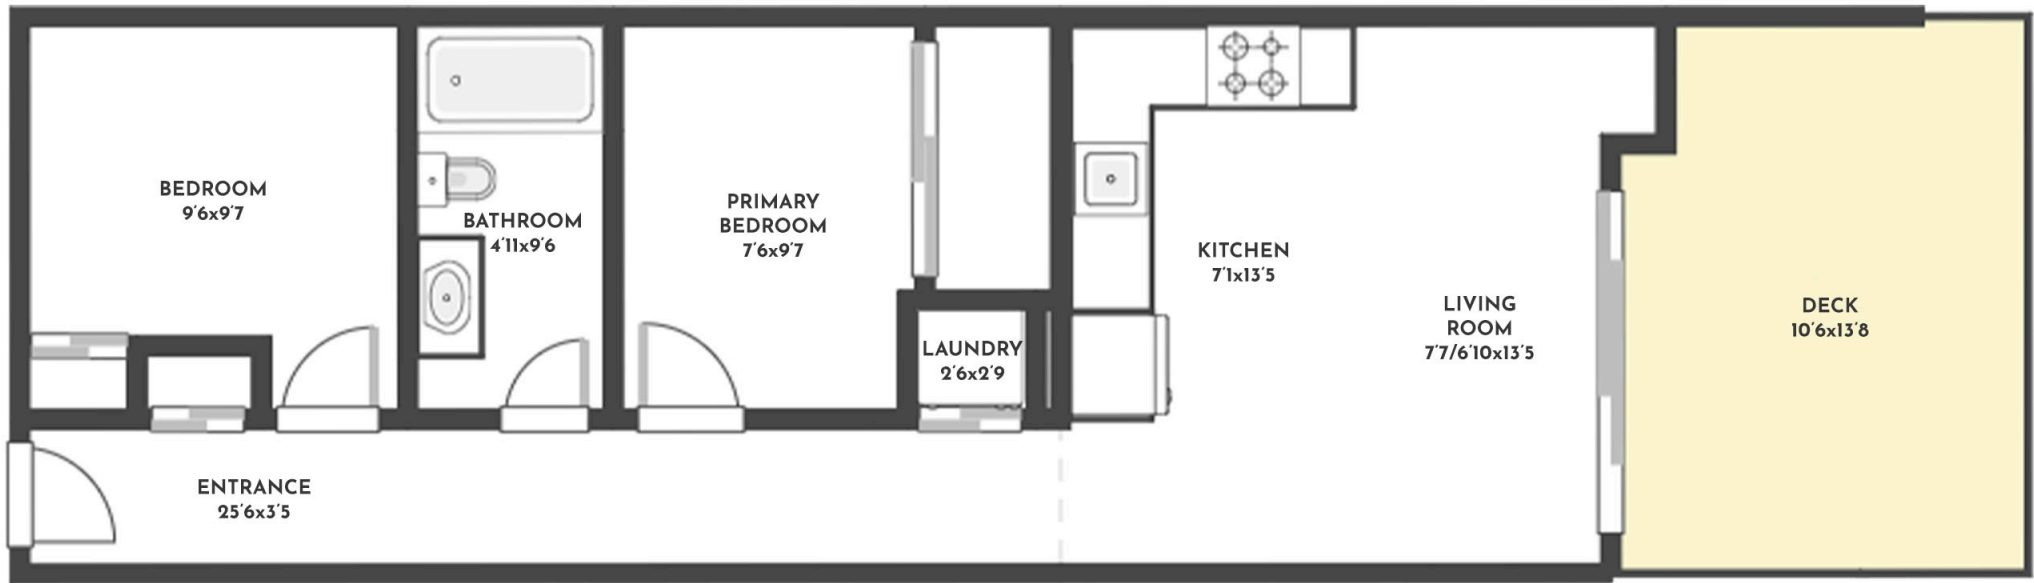 BEDROOM
9'6x9'7
BATHROOM
4'11x9'6
PRIMARY
BEDROOM
7'6x9'7
LAUNDRY
2'6x2'9
KITCHEN
7'1x13'5
LIVING
ROOM
7'7/6'10x13'5
DECK
10'6x13'8
ENTRANCE
25'6x3'5